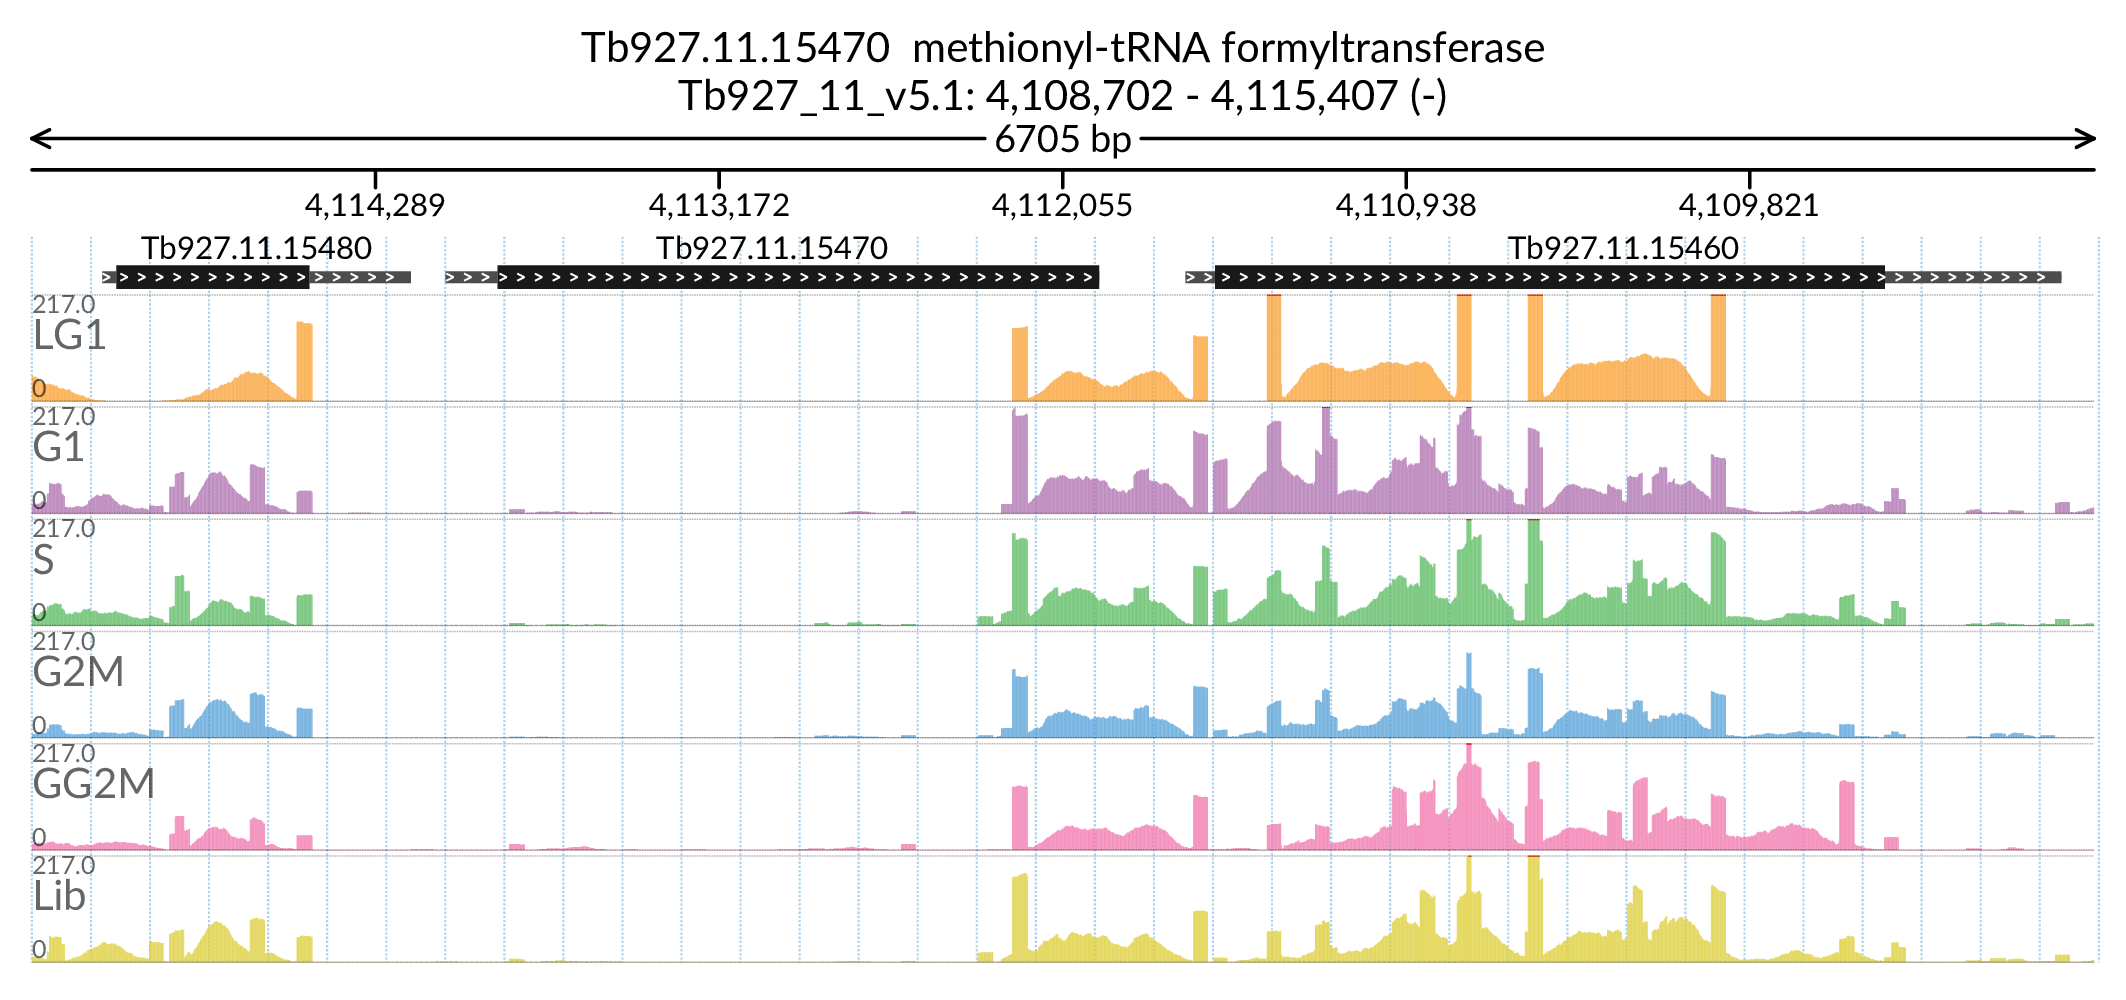 Tb927.11.15470  methionyl-tRNA formyltransferase
Tb927_11_v5.1: 4,108,702 - 4,115,407 (-)
6705 bp
4,114,289 4,113,172 4,112,055 4,110,938 4,109,821
Tb927.11.15480 Tb927.11.15470 Tb927.11.15460
217.0
LG1
0
217.0
G1
0
217.0
S
0
217.0
G2M
0
217.0
GG2M
0
217.0
Lib
0